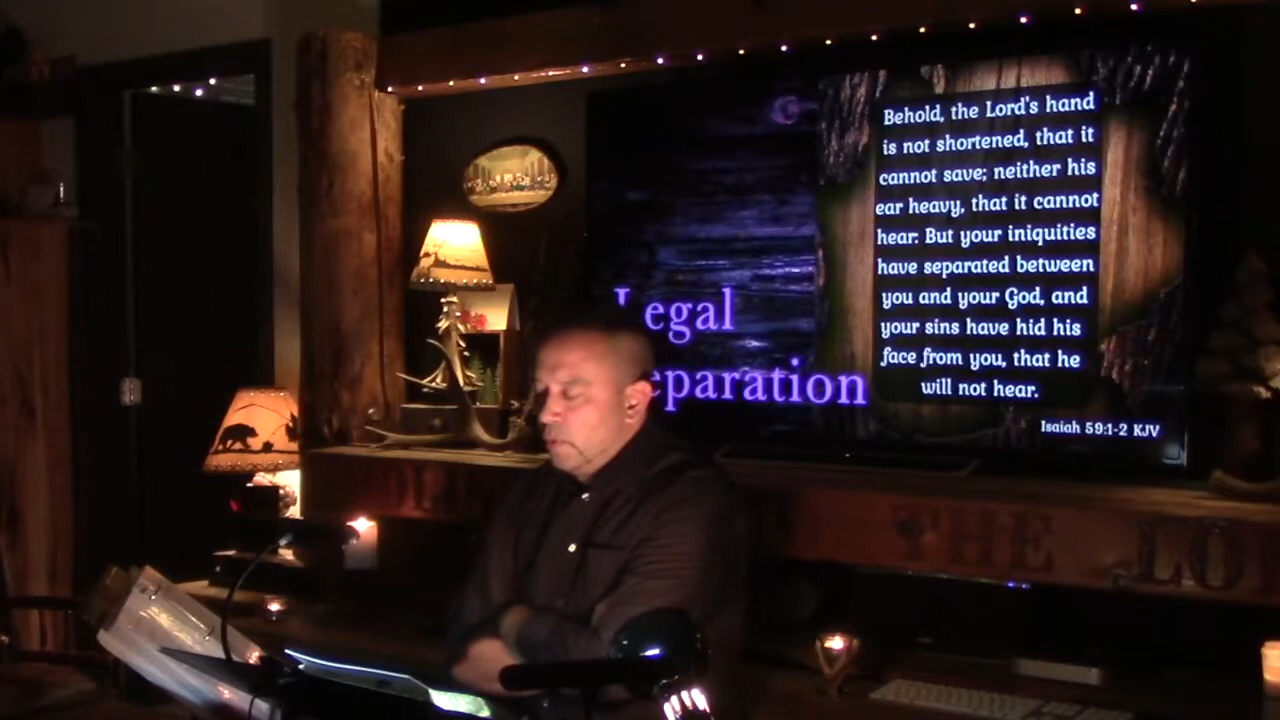 Legal
eparation
Behold, the Lord's hand
is not shortened, that it
cannot save; neither his
ear heavy, that it cannot
hear: But your iniquities
have separated between
you and your God, and
your sins have hid his
face from you, that he
will not hear.
Isaiah 59:1-2 KJV
THE LO